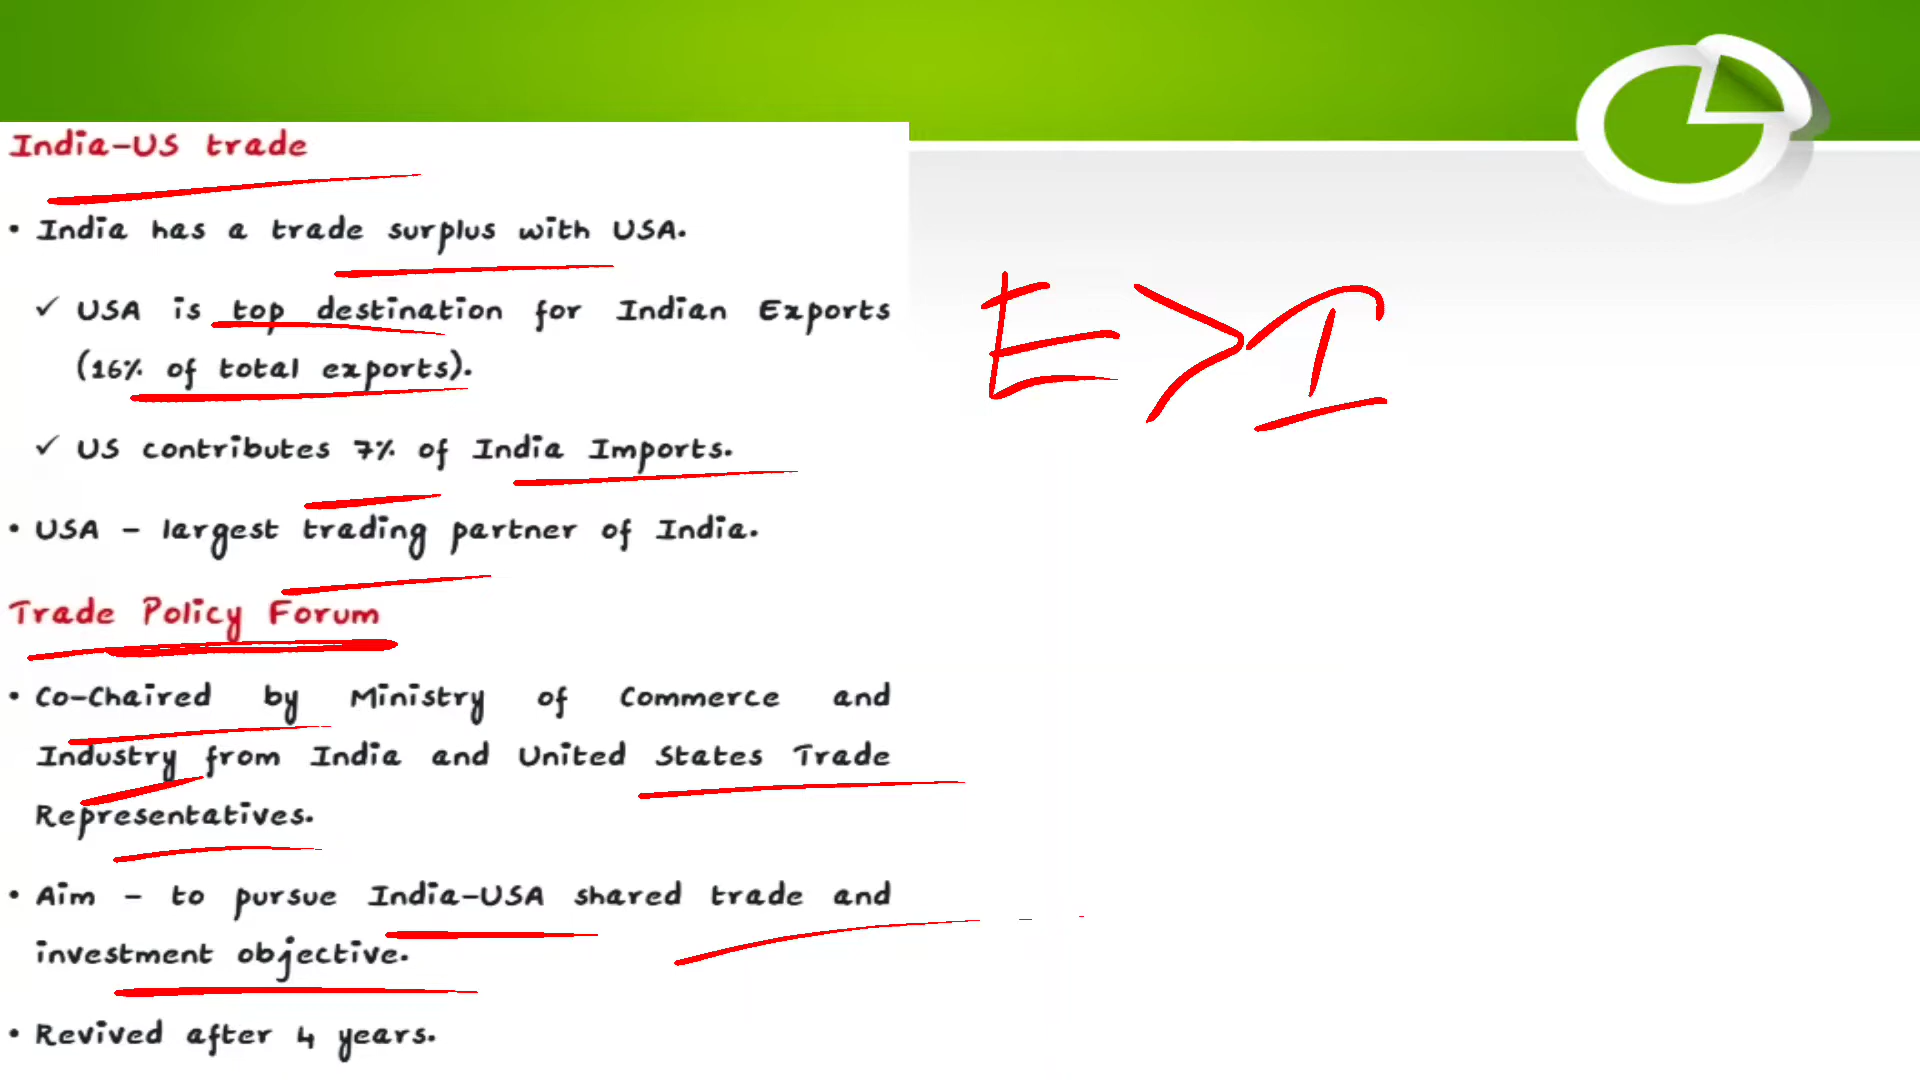 India-US trade
• India has a trade surplus with USA.
✓ USA is top destination for Indian Exports
(16% of total exports).
✓ US contributes 7% of India Imports.
• USA - largest trading partner of India.
Trade Policy Forum
• Co-Chaired by Ministry of Commerce and
Industry from India and United States Trade
Representatives.
• Aim - to pursue India-USA shared trade and
investment objective.
• Revived after 4 years.
E > I